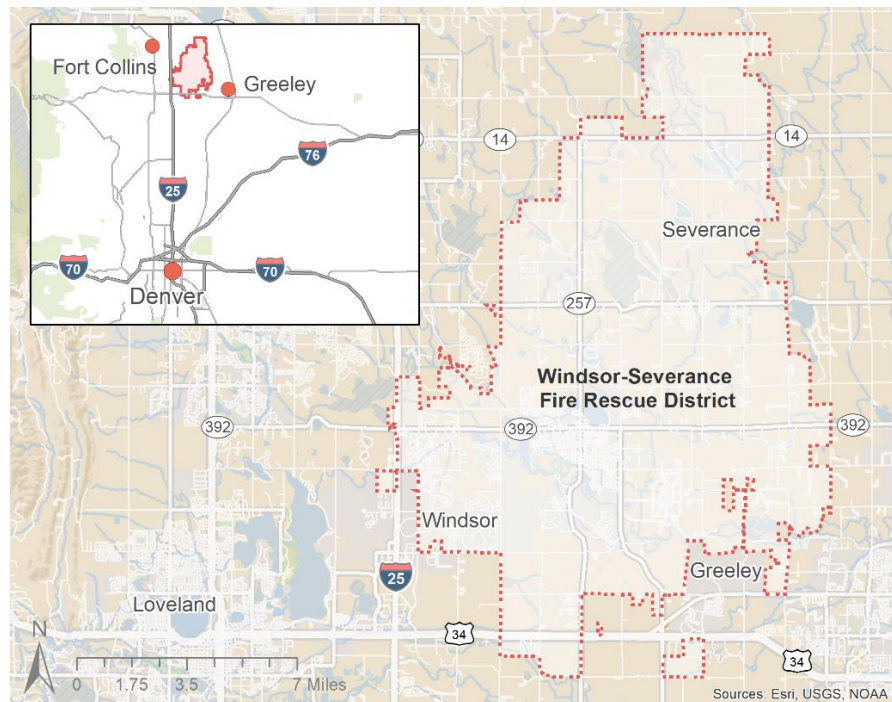 Fort Collins
Greeley
76
25
70
70
Denver
14
14
Severance
257
Windsor-Severance
Fire Rescue District
392
392
392
Windsor
Greeley
25
Loveland
34
34
N
0 1.75 3.5 7 Miles
Sources: Esri, USGS, NOAA